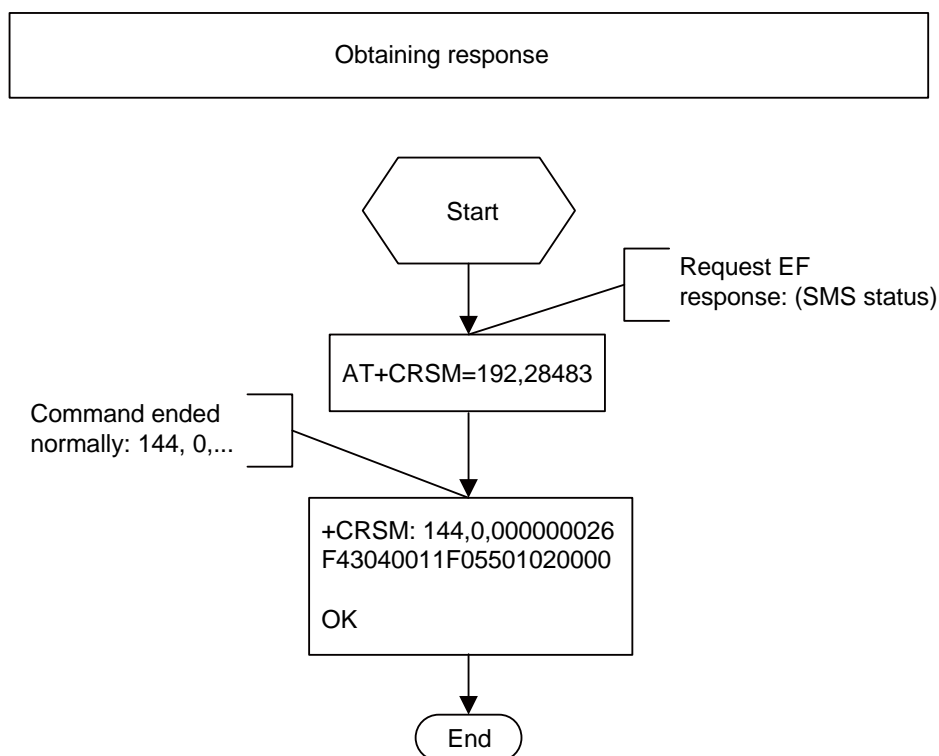 Obtaining response
Start
Request EF
response: (SMS status)
AT+CRSM=192,28483
Command ended
normally: 144, 0,...
+CRSM: 144,0,000000026
F43040011F05501020000
OK
End